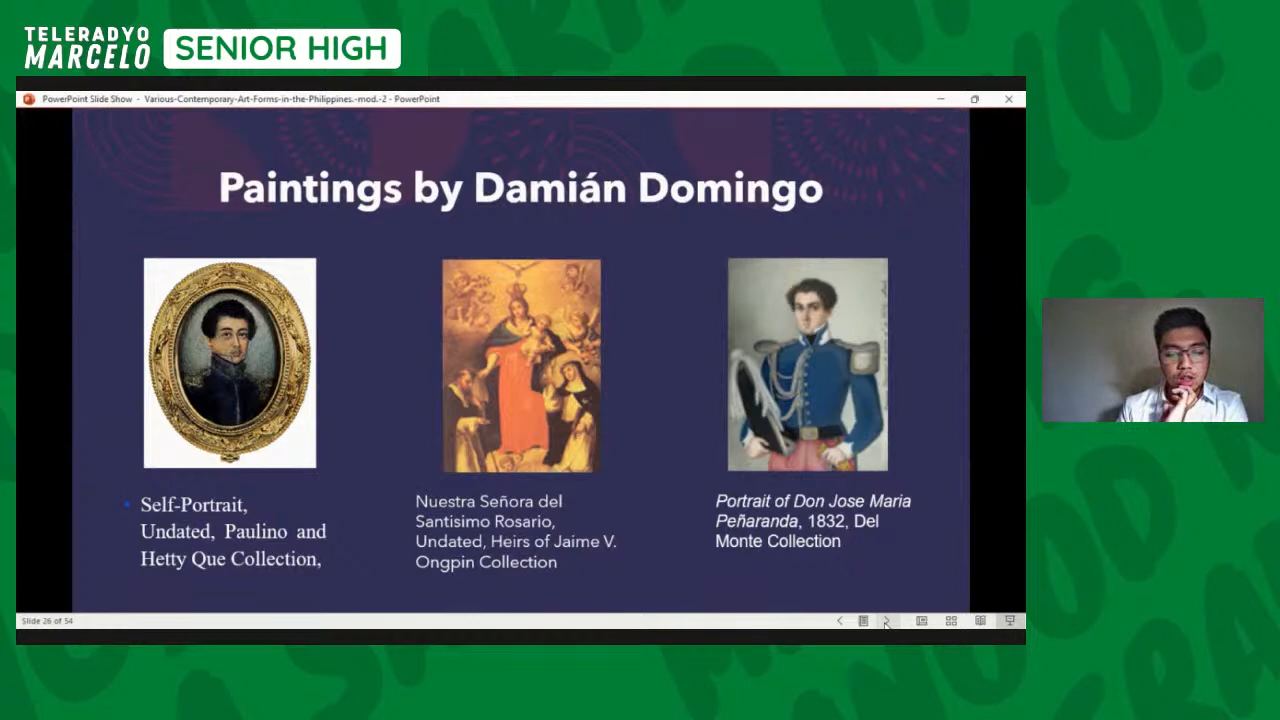 TELERADYO
MARCELO
SENIOR HIGH
PowerPoint Slide Show - Various-Contemporary-Art-Forms-in-the-Philippines.-mod.-2 - PowerPoint
Paintings by Damián Domingo
Self-Portrait,
Undated, Paulino and
Hetty Que Collection,
Nuestra Señora del
Santisimo Rosario,
Undated, Heirs of Jaime V.
Ongpin Collection
Portrait of Don Jose Maria
Peñaranda, 1832, Del
Monte Collection
Slide 26 of 54